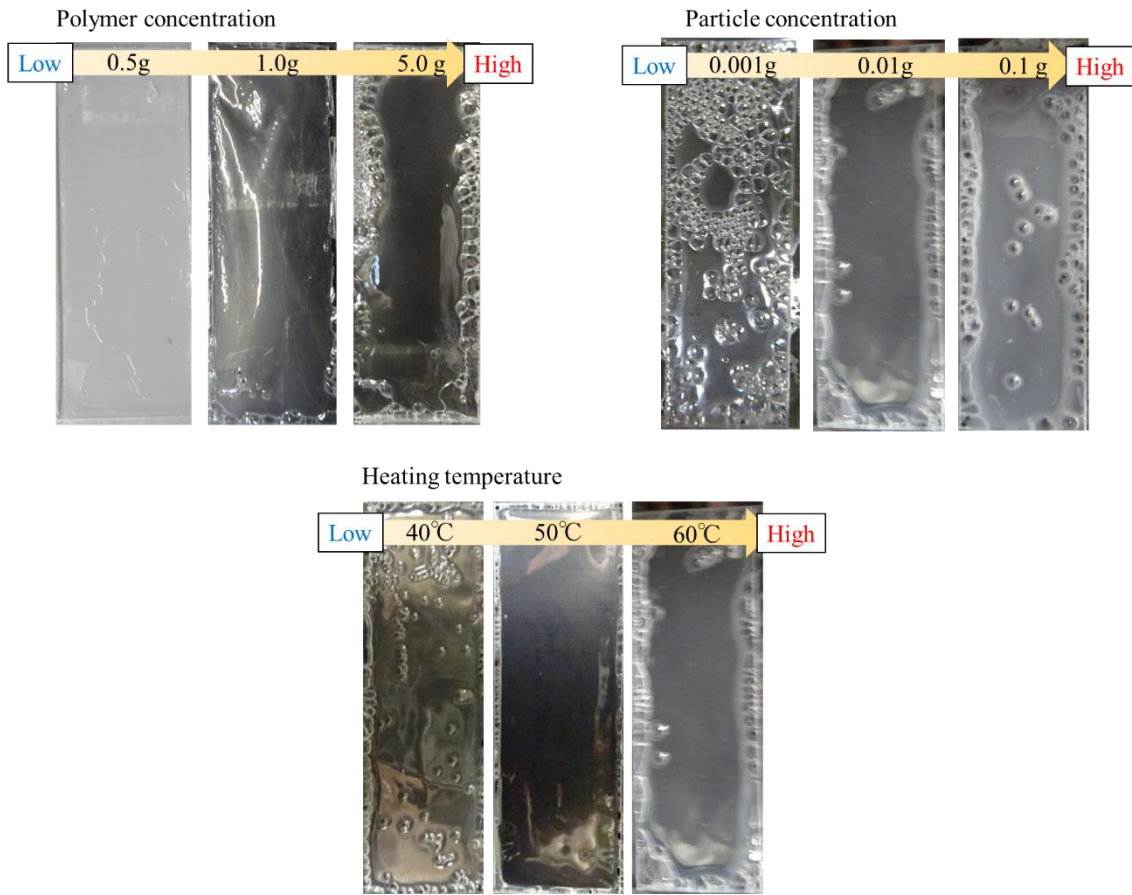 Polymer concentration
Low 0.5g 1.0g 5.0 g High
Particle concentration
Low 0.001g 0.01g 0.1 g High
Heating temperature
Low 40℃ 50℃ 60℃ High